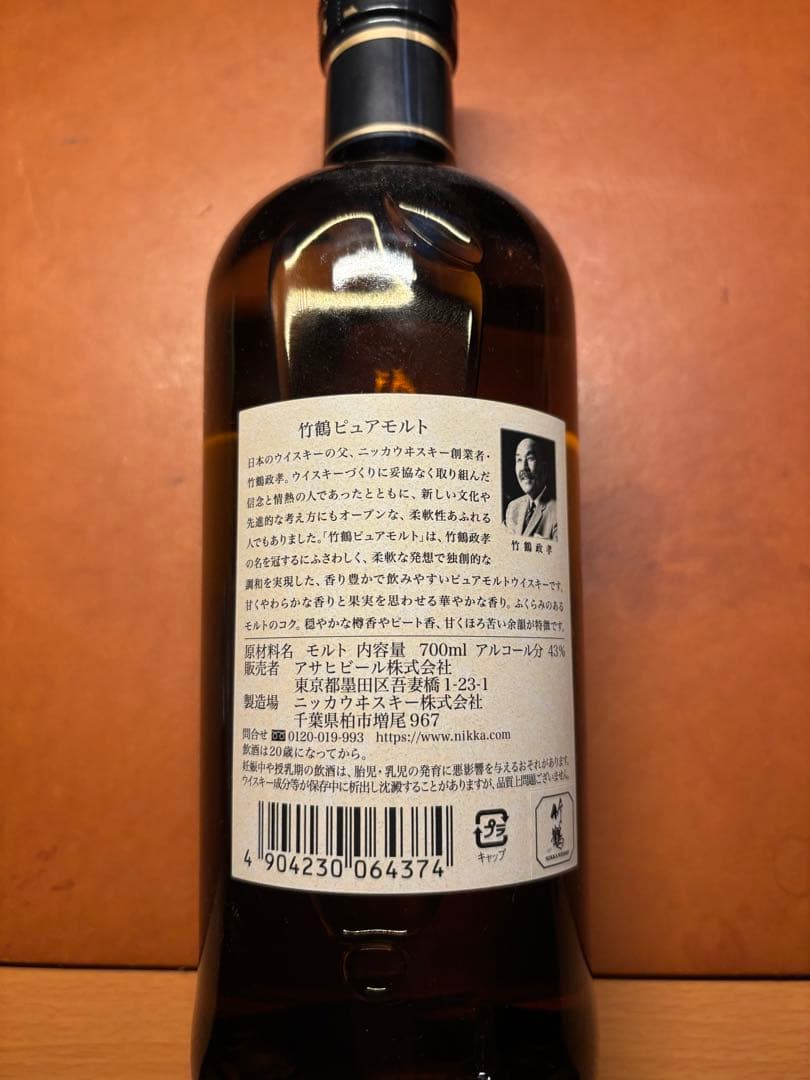 竹鶴ピュアモルト
日本のウイスキーの父、ニッカウヰスキー創業者・
竹鶴政孝。ウイスキーづくりに妥協なく取り組んだ
信念と情熱の人であったとともに、新しい文化や
先進的な考え方にもオープンな、柔軟性あふれる
人でもありました。「竹鶴ピュアモルト」は、竹鶴政孝
の名を冠するにふさわしく、柔軟な発想で独創的な
調和を実現した、香り豊かで飲みやすいピュアモルトウイスキーです。
甘くやわらかな香りと果実を思わせる華やかな香り。ふくらみのある
モルトのコク。穏やかな樽香やピート香、甘くほろ苦い余韻が特徴です。
竹鶴政孝
原材料名 モルト 内容量 700ml アルコール分 43%
販売者 アサヒビール株式会社
東京都墨田区吾妻橋1-23-1
製造場 ニッカウヰスキー株式会社
千葉県柏市増尾967
問合せ 0120-019-993 https://www.nikka.com
飲酒は20歳になってから。
妊娠中や授乳期の飲酒は、胎児・乳児の発育に悪影響を与えるおそれがあります。
ウイスキー成分等が保存中に析出し沈澱することがありますが、品質上問題ございません。
4 904230 064374
プラ
キャップ
竹鶴